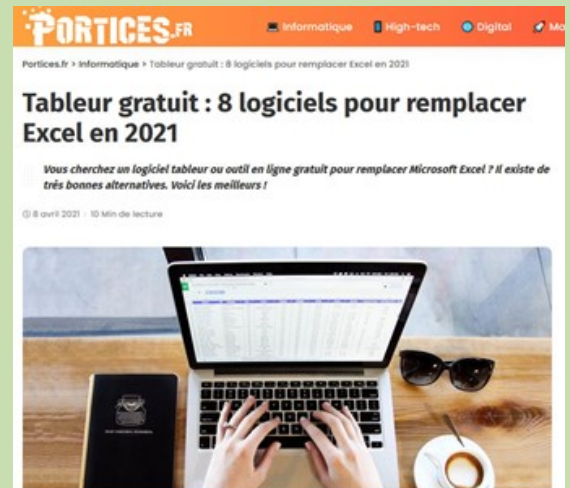 PORTICES.FR
Informatique High-tech Digital Ma
Portices.fr > Informatique > Tableur gratuit : 8 logiciels pour remplacer Excel en 2021
Tableur gratuit : 8 logiciels pour remplacer
Excel en 2021
Vous cherchez un logiciel tableur ou outil en ligne gratuit pour remplacer Microsoft Excel ? Il existe de
très bonnes alternatives. Voici les meilleurs !
8 avril 2021 10 Min de lecture